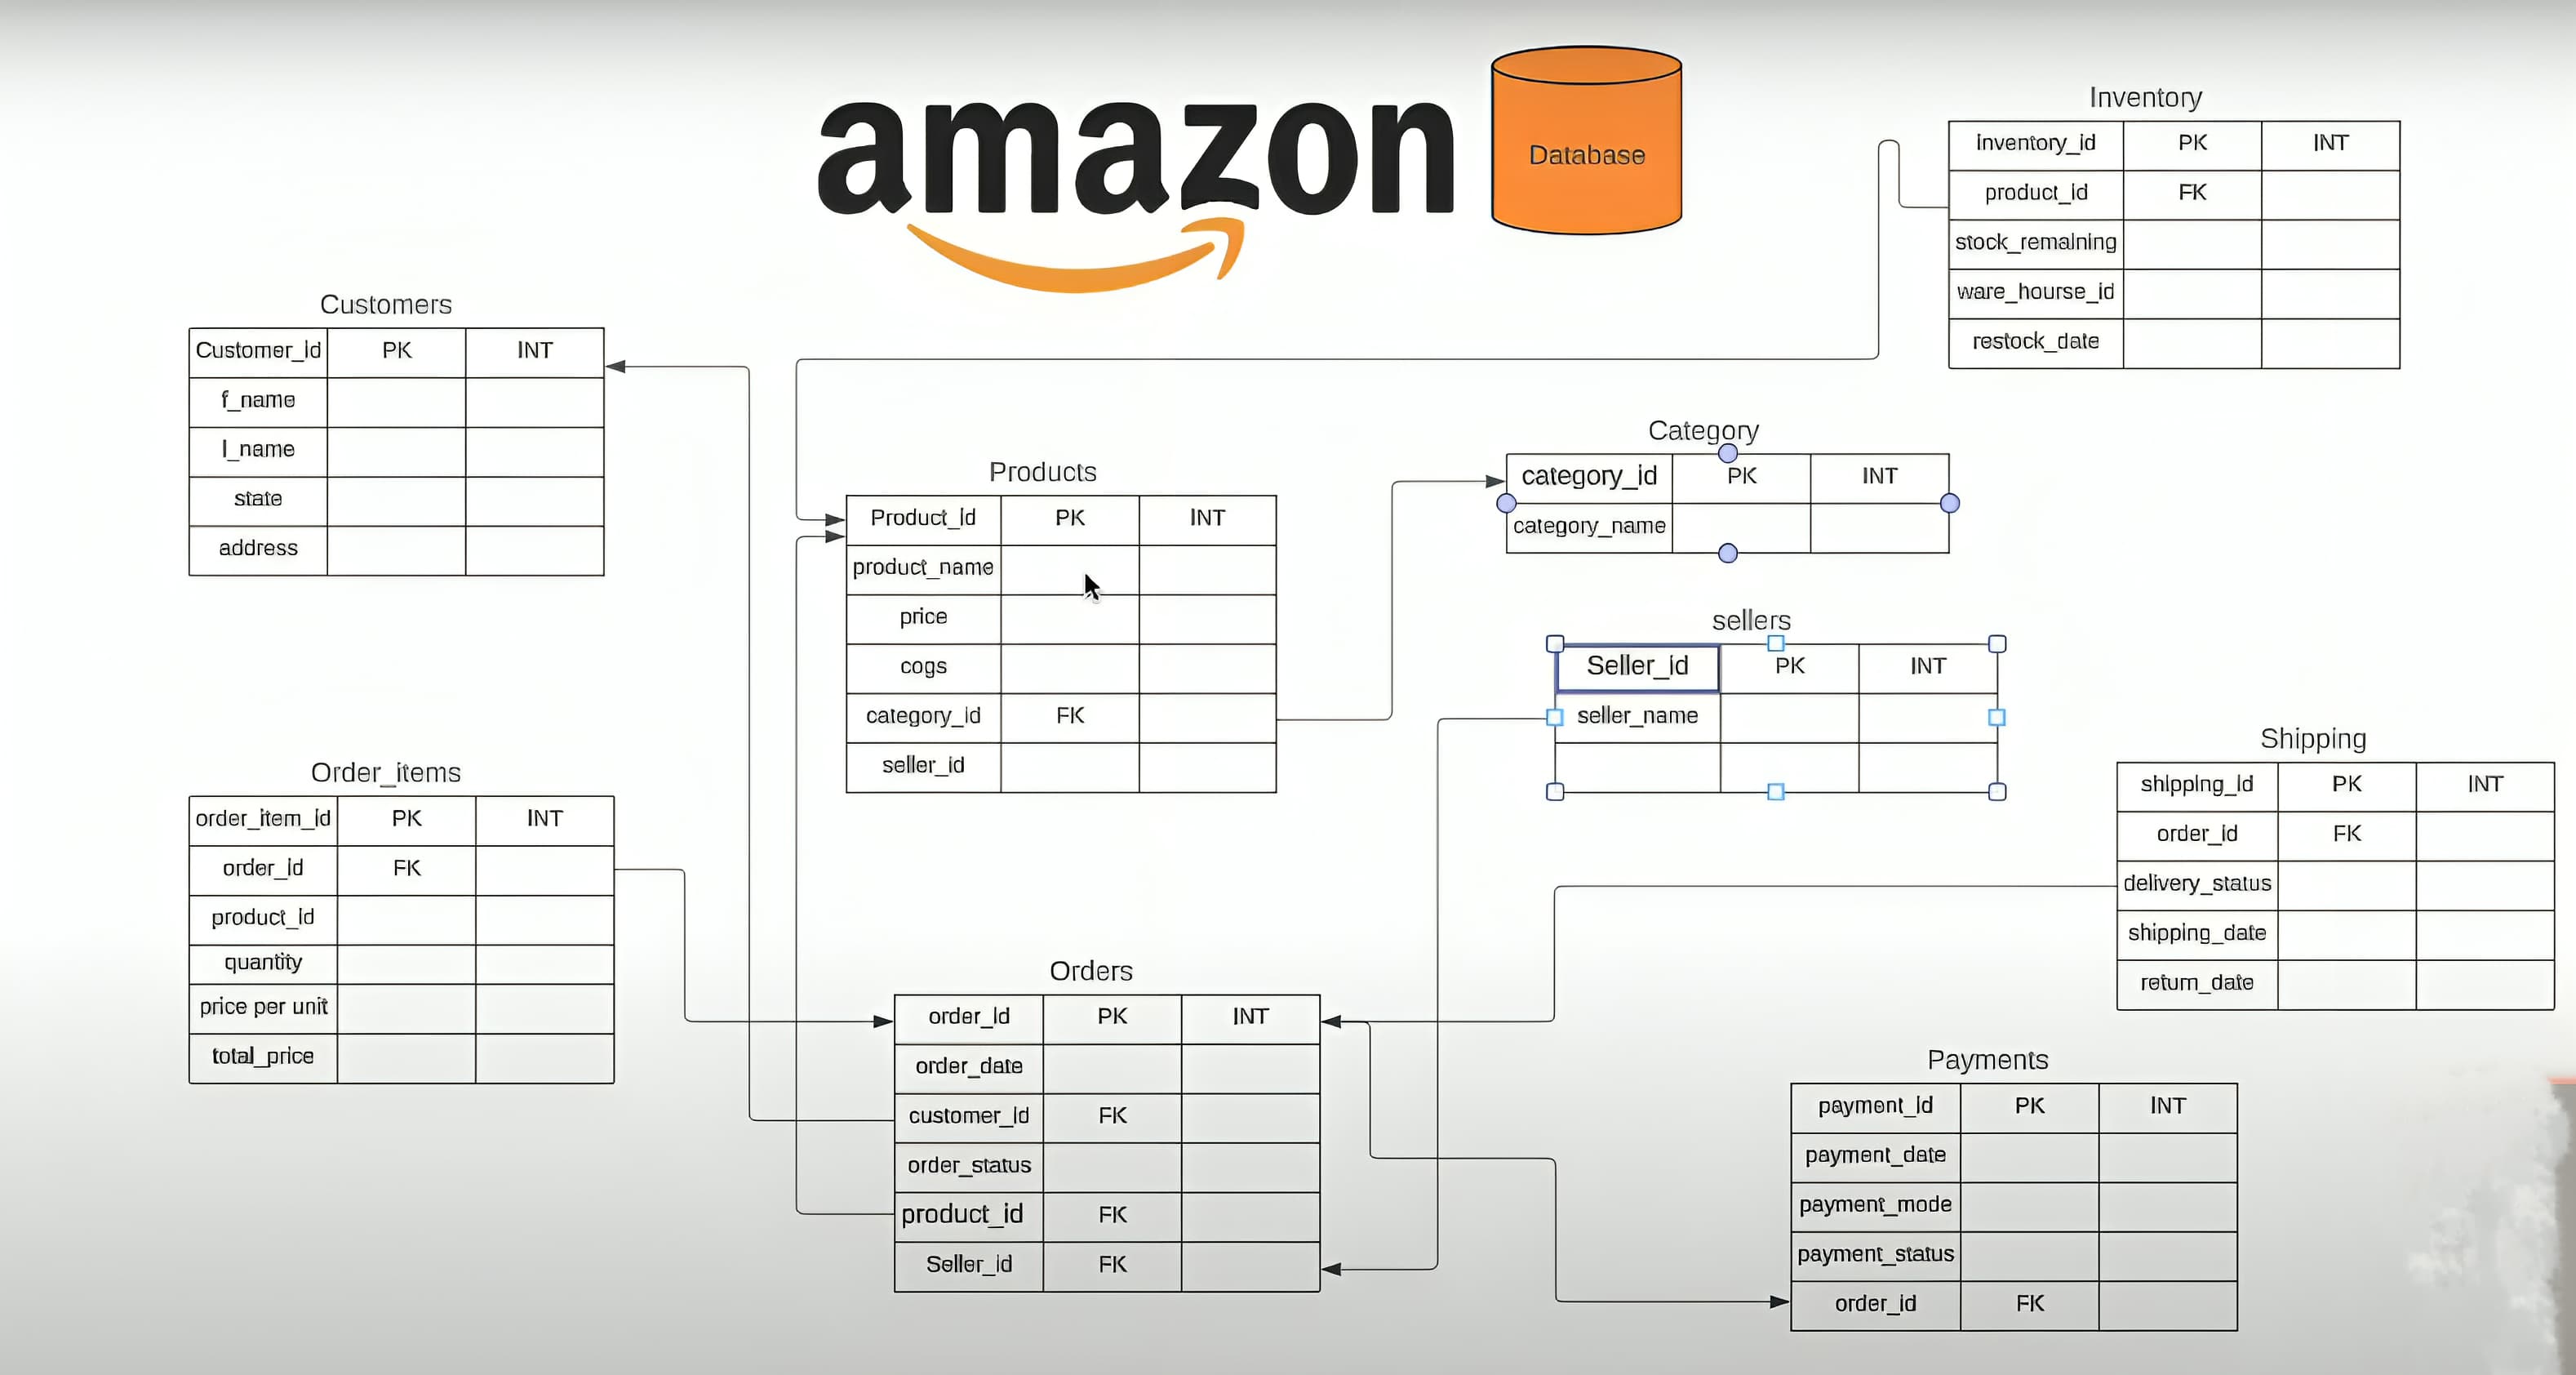 amazon
Database
Inventory
inventory_id PK INT
product_id FK
stock_remaining
ware_hourse_id
restock_date
Customers
Customer_id PK INT
f_name
l_name
state
address
Category
category_id PK INT
category_name
Products
Product_id PK INT
product_name
price
cogs
category_id FK
seller_id
sellers
Seller_id PK INT
seller_name
Shipping
shipping_id PK INT
order_id FK
delivery_status
shipping_date
return_date
Order_items
order_item_id PK INT
order_id FK
product_id
quantity
price per unit
total_price
Orders
order_id PK INT
order_date
customer_id FK
order_status
product_id FK
Seller_id FK
Payments
payment_id PK INT
payment_date
payment_mode
payment_status
order_id FK